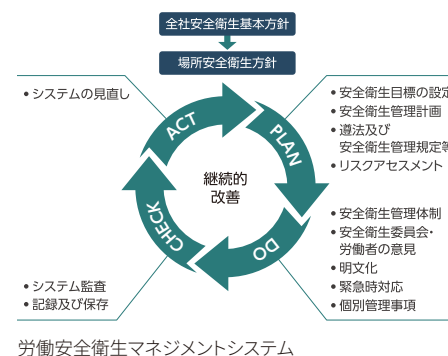 全社安全衛生基本方針
場所安全衛生方針
• システムの見直し
ACT
PLAN
• 安全衛生目標の設定
• 安全衛生管理計画
• 遵法及び
安全衛生管理規定等
• リスクアセスメント
継続的
改善
CHECK
DO
• 安全衛生管理体制
• 安全衛生委員会・
労働者の意見
• 明文化
• 緊急時対応
• 個別管理事項
• システム監査
• 記録及び保存
労働安全衛生マネジメントシステム